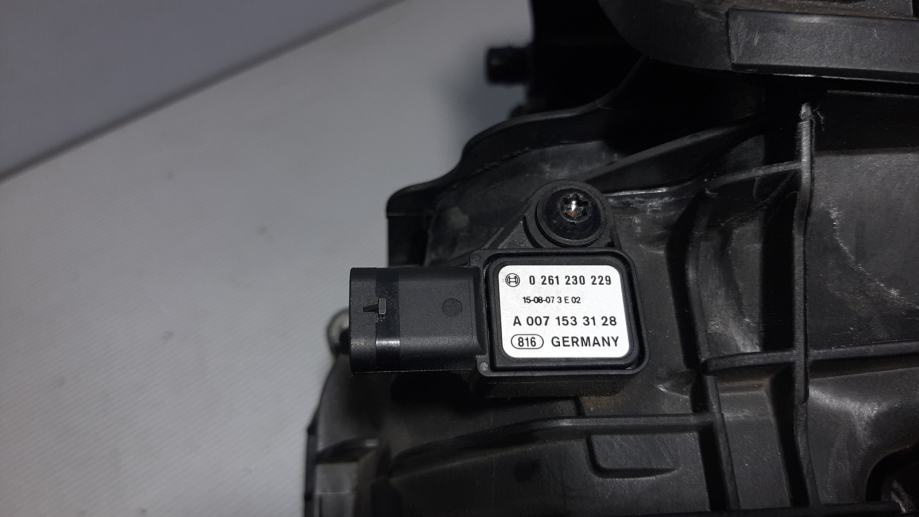 0 261 230 229
15-08-07 3 E 02
A 007 153 31 28
816 GERMANY